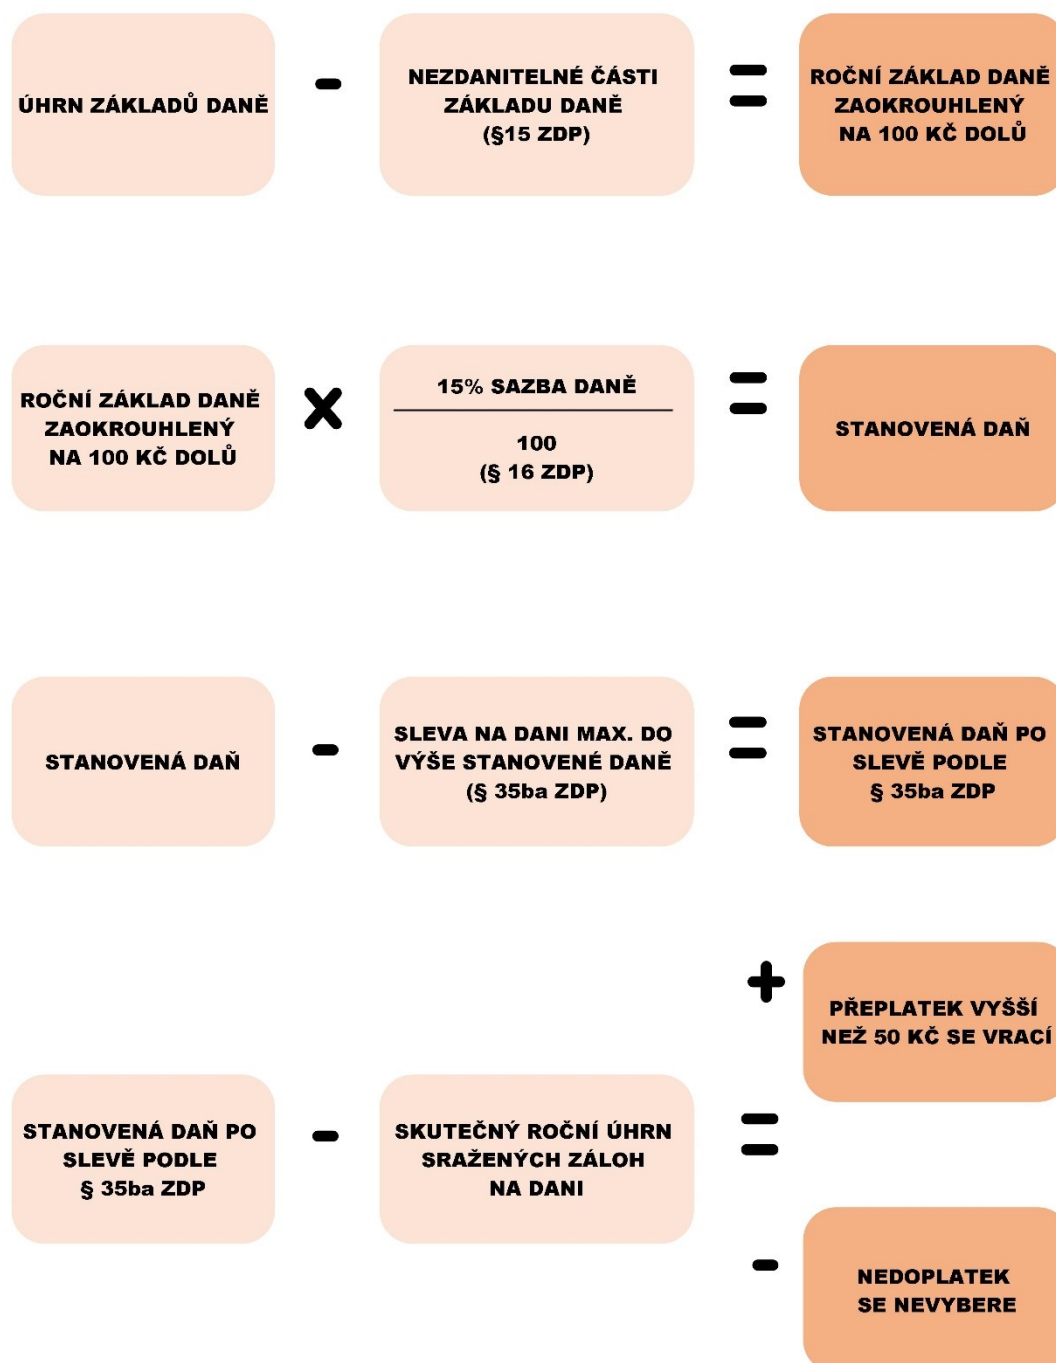 ÚHRN ZÁKLADŮ DANĚ
-
NEZDANITELNÉ ČÁSTI
ZÁKLADU DANĚ
(§15 ZDP)
=
ROČNÍ ZÁKLAD DANĚ
ZAOKROUHLENÝ
NA 100 KČ DOLŮ
ROČNÍ ZÁKLAD DANĚ
ZAOKROUHLENÝ
NA 100 KČ DOLŮ
X
15% SAZBA DANĚ
100
(§ 16 ZDP)
=
STANOVENÁ DAŇ
STANOVENÁ DAŇ
-
SLEVA NA DANI MAX. DO
VÝŠE STANOVENÉ DANĚ
(§ 35ba ZDP)
=
STANOVENÁ DAŇ PO
SLEVĚ PODLE
§ 35ba ZDP
STANOVENÁ DAŇ PO
SLEVĚ PODLE
§ 35ba ZDP
-
SKUTEČNÝ ROČNÍ ÚHRN
SRAŽENÝCH ZÁLOH
NA DANI
=
+
PŘEPLATEK VYŠŠÍ
NEŽ 50 KČ SE VRACÍ
-
NEDOPLATEK
SE NEVYBERE